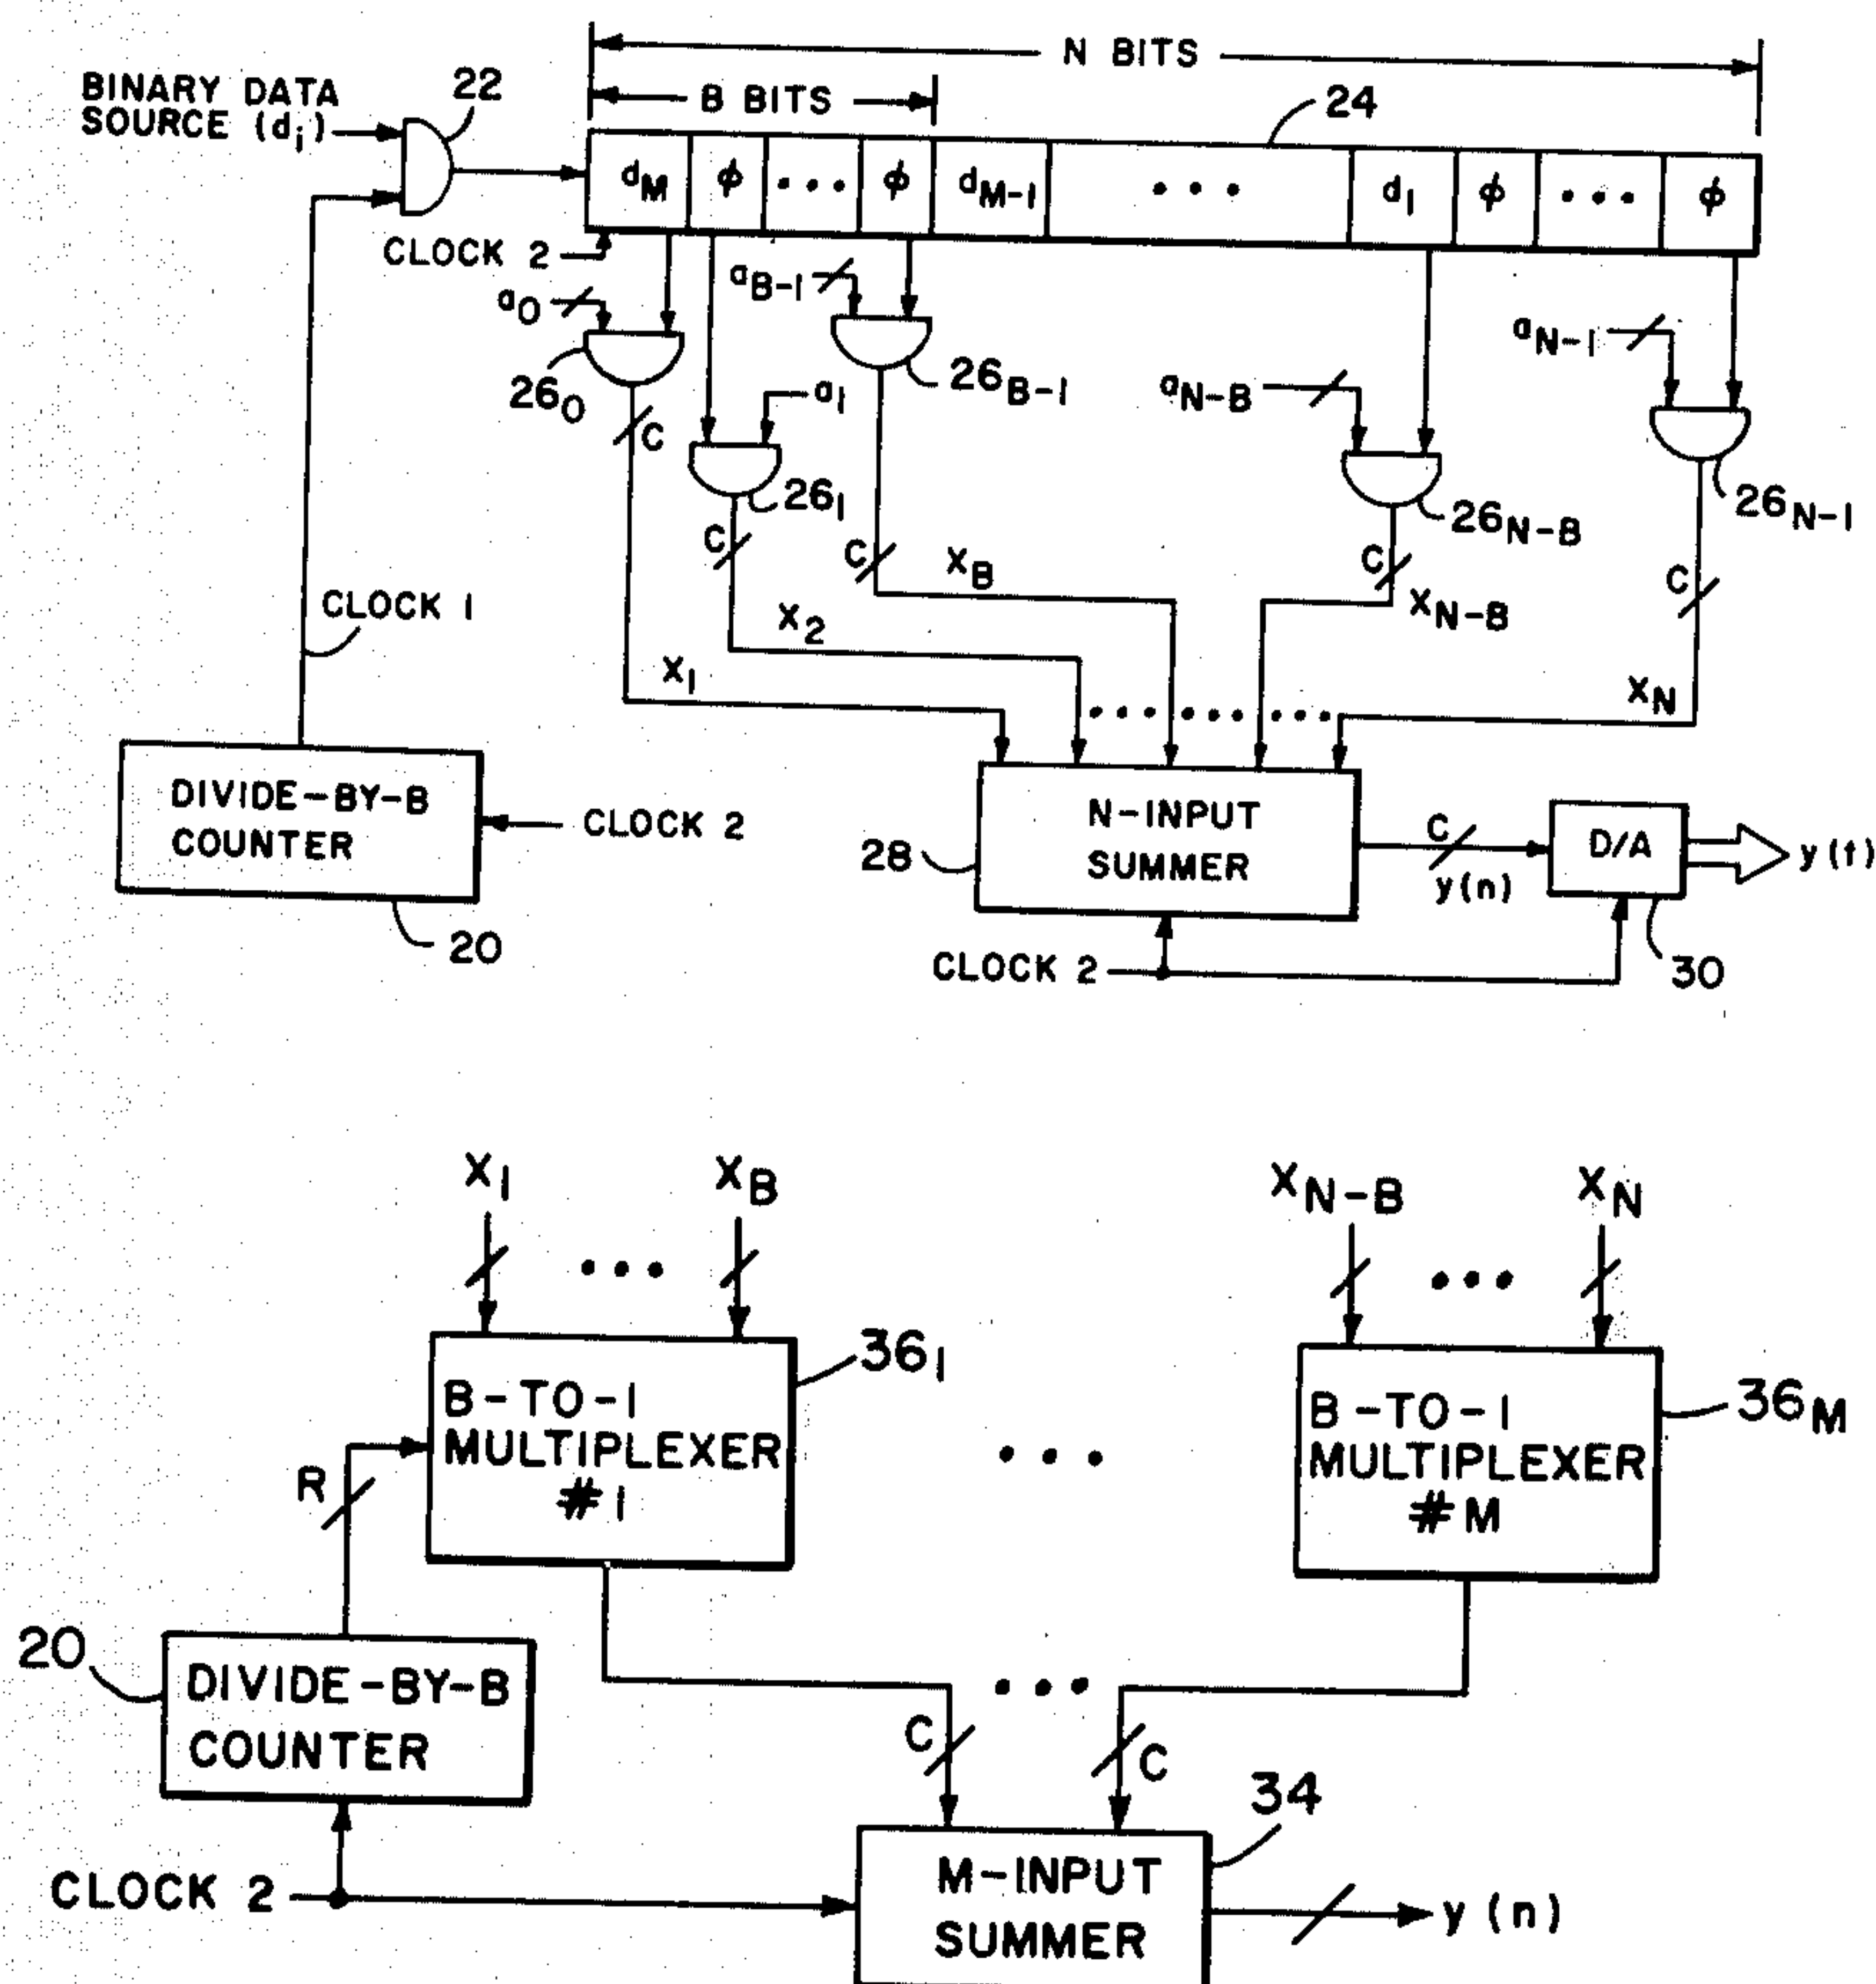 N BITS
BINARY DATA
SOURCE (di)
22
B BITS
24
dM φ ... φ dM-1 ... d1 φ ... φ
CLOCK 2
a0
aB-1
aN-1
260
26B-1
aN-B
a1
C
261
26N-B
26N-1
C
C
XB
C
XN-B
C
CLOCK 1
X2
X1
XN
DIVIDE-BY-B
COUNTER
CLOCK 2
N-INPUT
SUMMER
28
C
y(n)
D/A
y(t)
20
CLOCK 2
30
X1
XB
XN-B
XN
361
B-TO-1
MULTIPLEXER
#1
B-TO-1
MULTIPLEXER
#M
36M
R
20
DIVIDE-BY-B
COUNTER
C
C
34
CLOCK 2
M-INPUT
SUMMER
y(n)